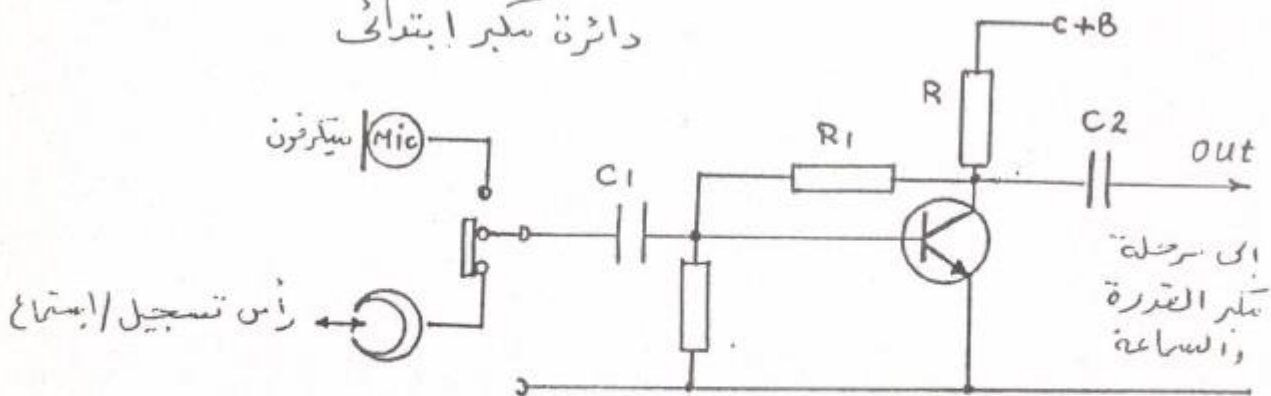 دائرة مكبر ابتدائى
c+B
R
Mic
ميكرفون
R1
C2
out
C1
الى مرحلة
مكبر القدرة
والسماعة
رأس تسجيل/استماع